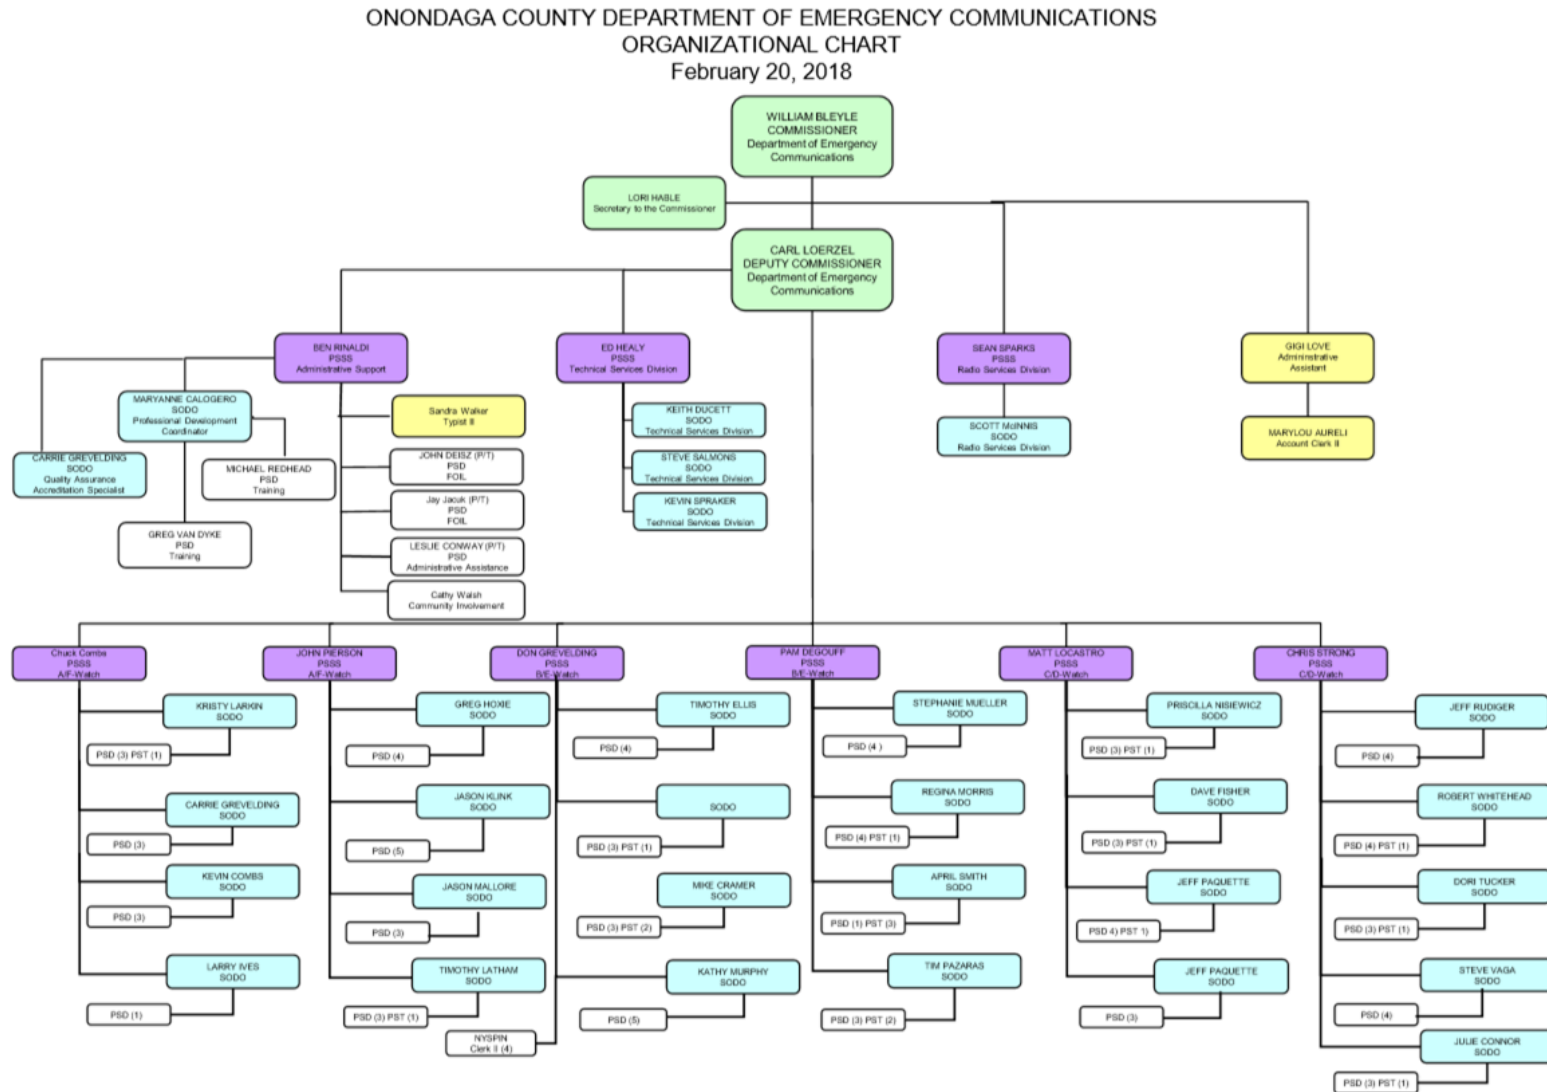 ONONDAGA COUNTY DEPARTMENT OF EMERGENCY COMMUNICATIONS
ORGANIZATIONAL CHART
February 20, 2018
WILLIAM BLEYLE
COMMISSIONER
Department of Emergency
Communications
LORI HABLE
Secretary to the Commissioner
CARL LOERZEL
DEPUTY COMMISSIONER
Department of Emergency
Communications
BEN RINALDI
PSSS
Administrative Support
ED HEALY
PSSS
Technical Services Division
SEAN SPARKS
PSSS
Radio Services Division
GIGI LOVE
Admininstrative
Assistant
MARYANNE CALOGERO
SODO
Professional Development
Coordinator
CARRIE GREVELDING
SODO
Quality Assurance
Accreditation Specialist
MICHAEL REDHEAD
PSD
Training
GREG VAN DYKE
PSD
Training
Sandra Walker
Typist II
JOHN DEISZ (P/T)
PSD
FOIL
Jay Jacuk (P/T)
PSD
FOIL
LESLIE CONWAY (P/T)
PSD
Administrative Assistance
Cathy Walsh
Community Involvement
KEITH DUCETT
SODO
Technical Services Division
STEVE SALMONS
SODO
Technical Services Division
KEVIN SPRAKER
SODO
Technical Services Division
SCOTT McINNIS
SODO
Radio Services Division
MARYLOU AURELI
Account Clerk II
Chuck Combs
PSSS
A/F-Watch
KRISTY LARKIN
SODO
PSD (3) PST (1)
CARRIE GREVELDING
SODO
PSD (3)
KEVIN COMBS
SODO
PSD (3)
LARRY IVES
SODO
PSD (1)
JOHN PIERSON
PSSS
A/F-Watch
GREG HOXIE
SODO
PSD (4)
JASON KLINK
SODO
PSD (5)
JASON MALLORE
SODO
PSD (3)
TIMOTHY LATHAM
SODO
PSD (3) PST (1)
DON GREVELDING
PSSS
B/E-Watch
TIMOTHY ELLIS
SODO
PSD (4)
SODO
PSD (3) PST (1)
MIKE CRAMER
SODO
PSD (3) PST (2)
KATHY MURPHY
SODO
PSD (5)
NYSPIN
Clerk II (4)
PAM DEGOUFF
PSSS
B/E-Watch
STEPHANIE MUELLER
SODO
PSD (4 )
REGINA MORRIS
SODO
PSD (4) PST (1)
APRIL SMITH
SODO
PSD (1) PST (3)
TIM PAZARAS
SODO
PSD (3) PST (2)
MATT LOCASTRO
PSSS
C/D-Watch
PRISCILLA NISIEWICZ
SODO
PSD (3) PST (1)
DAVE FISHER
SODO
PSD (3) PST (1)
JEFF PAQUETTE
SODO
PSD 4) PST 1)
JEFF PAQUETTE
SODO
PSD (3)
CHRIS STRONG
PSSS
C/D-Watch
JEFF RUDIGER
SODO
PSD (4)
ROBERT WHITEHEAD
SODO
PSD (4) PST (1)
DORI TUCKER
SODO
PSD (3) PST (1)
STEVE VAGA
SODO
PSD (4)
JULIE CONNOR
SODO
PSD (3) PST (1)